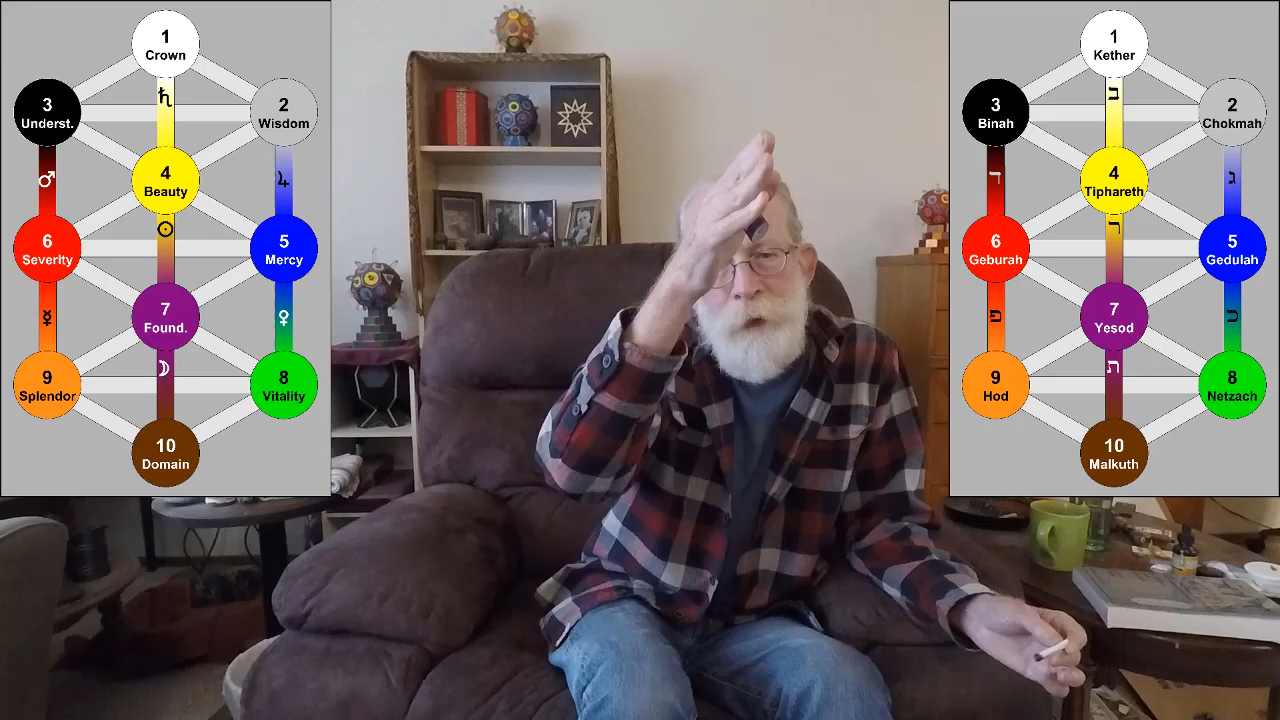 1
Crown
♄
3
Underst.
2
Wisdom
♂
4
Beauty
♃
☉
6
Severity
5
Mercy
☿
7
Found.
♀
☽
9
Splendor
8
Vitality
10
Domain
1
Kether
ב
3
Binah
2
Chokmah
ד
4
Tiphareth
ג
ר
6
Geburah
5
Gedulah
פ
7
Yesod
כ
ת
9
Hod
8
Netzach
10
Malkuth